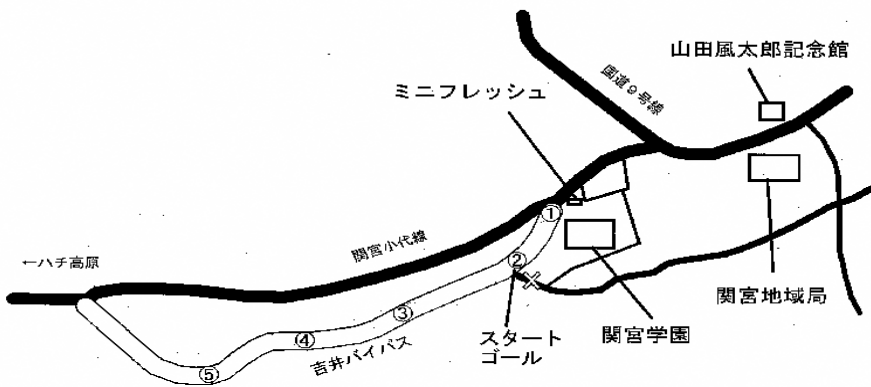 山田風太郎記念館
ミニフレッシュ
国道9号線
①
関宮小代線
←ハチ高原
②
関宮地域局
③
スタート
ゴール
関宮学園
④
吉井バイパス
⑤